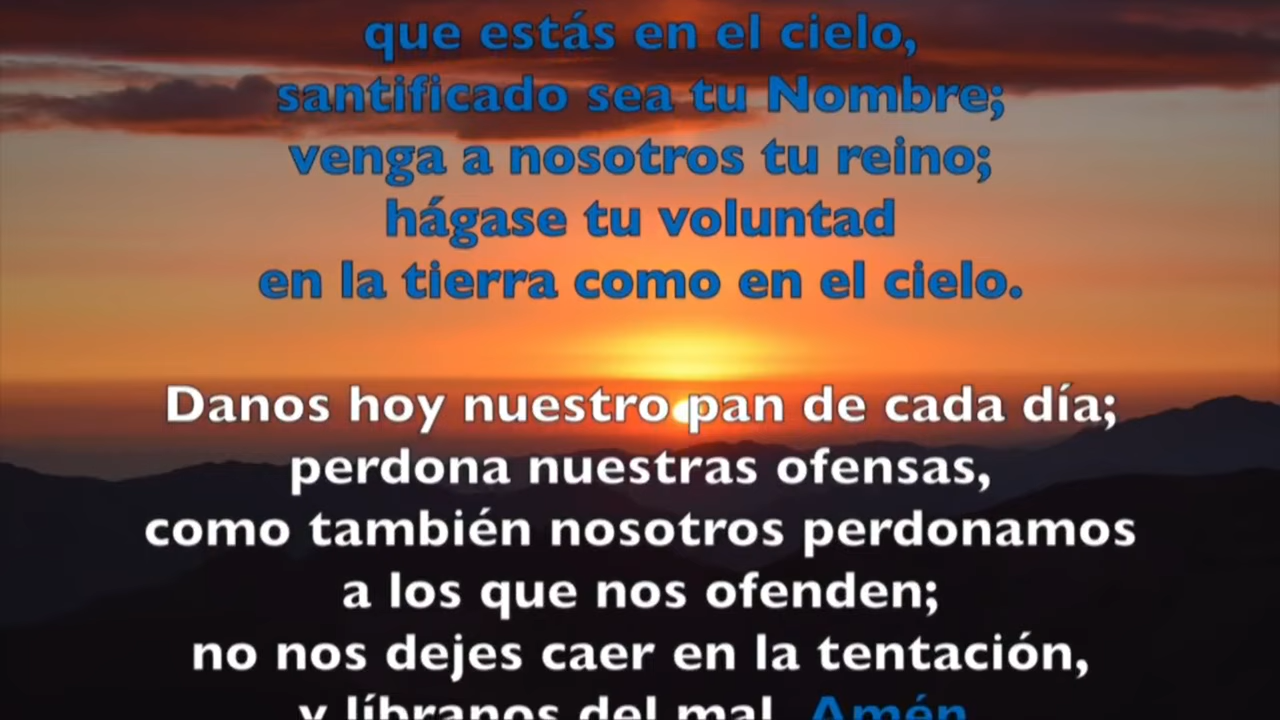 que estás en el cielo,
santificado sea tu Nombre;
venga a nosotros tu reino;
hágase tu voluntad
en la tierra como en el cielo.
Danos hoy nuestro pan de cada día;
perdona nuestras ofensas,
como también nosotros perdonamos
a los que nos ofenden;
no nos dejes caer en la tentación,
y líbranos del mal. Amén